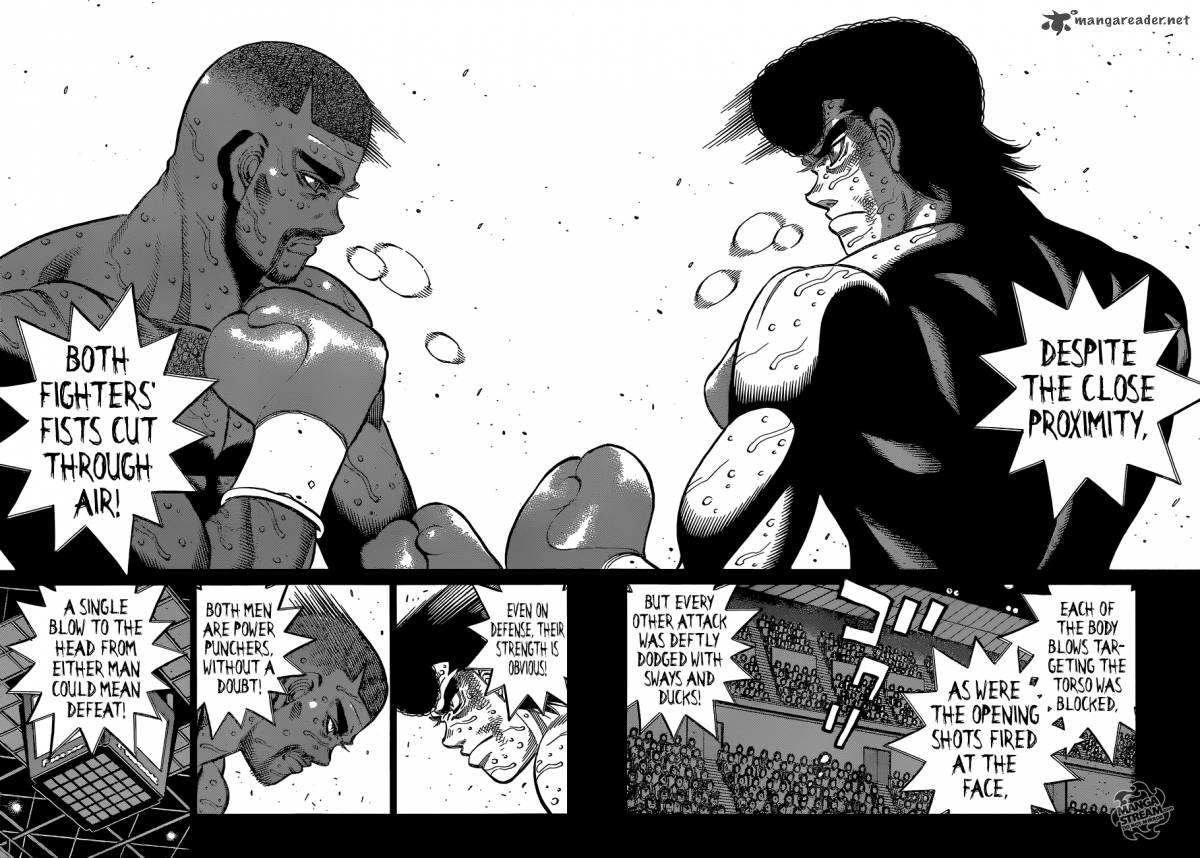 mangareader.net
DESPITE
THE CLOSE
PROXIMITY,
BOTH
FIGHTERS'
FISTS CUT
THROUGH
AIR!
EACH OF
THE BODY
BLOWS TAR-
GETING THE
TORSO WAS
BLOCKED,
AS WERE
THE OPENING
SHOTS FIRED
AT THE
FACE,
BUT EVERY
OTHER ATTACK
WAS DEFTLY
DODGED WITH
SWAYS AND
DUCKS!
EVEN ON
DEFENSE, THEIR
STRENGTH IS
OBVIOUS!
BOTH MEN
ARE POWER
PUNCHERS,
WITHOUT A
DOUBT!
A SINGLE
BLOW TO THE
HEAD FROM
EITHER MAN
COULD MEAN
DEFEAT!
MANGA
STREAM